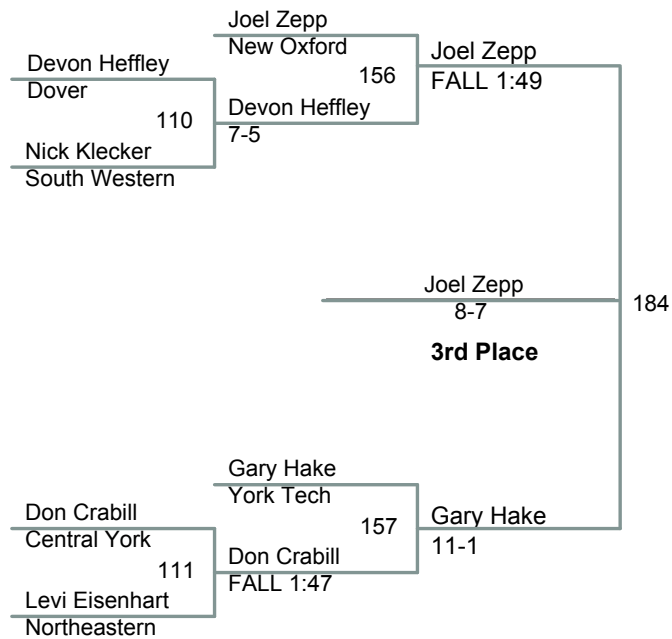 Joel Zepp
New Oxford
Joel Zepp
FALL 1:49
Devon Heffley
Dover
156
110
Devon Heffley
7-5
Nick Klecker
South Western
Joel Zepp
8-7
184
3rd Place
Gary Hake
York Tech
Gary Hake
11-1
Don Crabill
Central York
157
111
Don Crabill
FALL 1:47
Levi Eisenhart
Northeastern